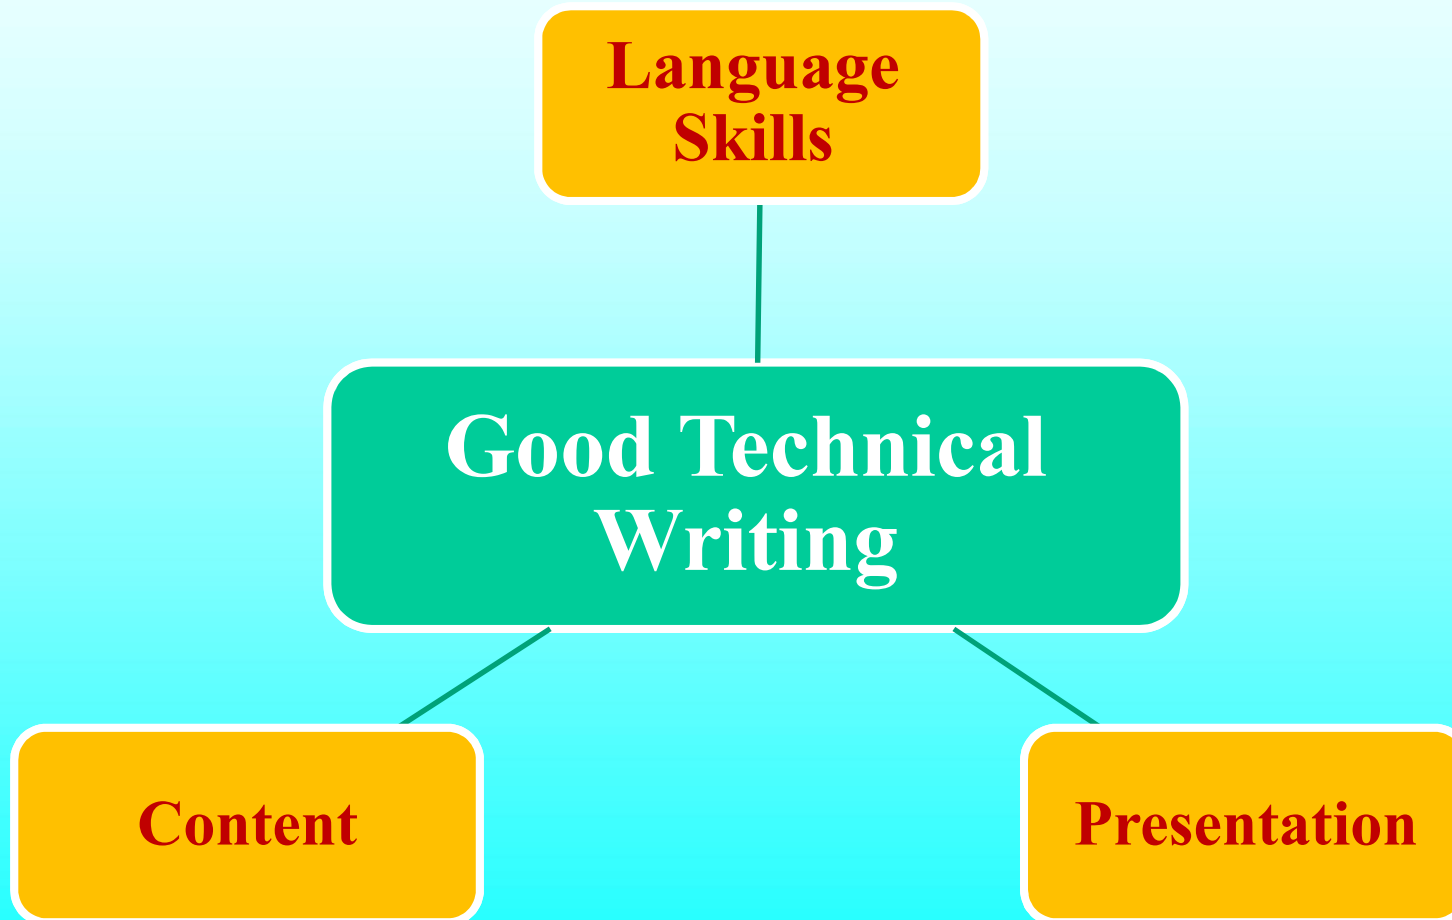 Language
Skills
Good Technical
Writing
Content
Presentation